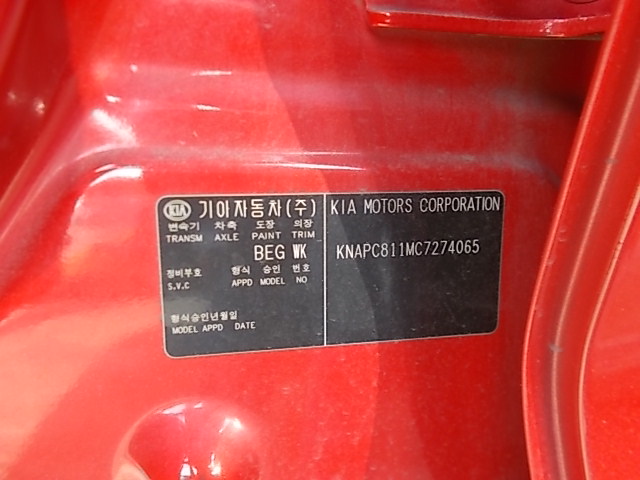 KIA 기아자동차(주)
변속기 차축 도장 의장
TRANSM AXLE PAINT TRIM
BEG WK
정비부호 형식 승인 번호
S.V.C APPD MODEL NO
형식승인년월일
MODEL APPD DATE
KIA MOTORS CORPORATION
KNAPC811MC7274065